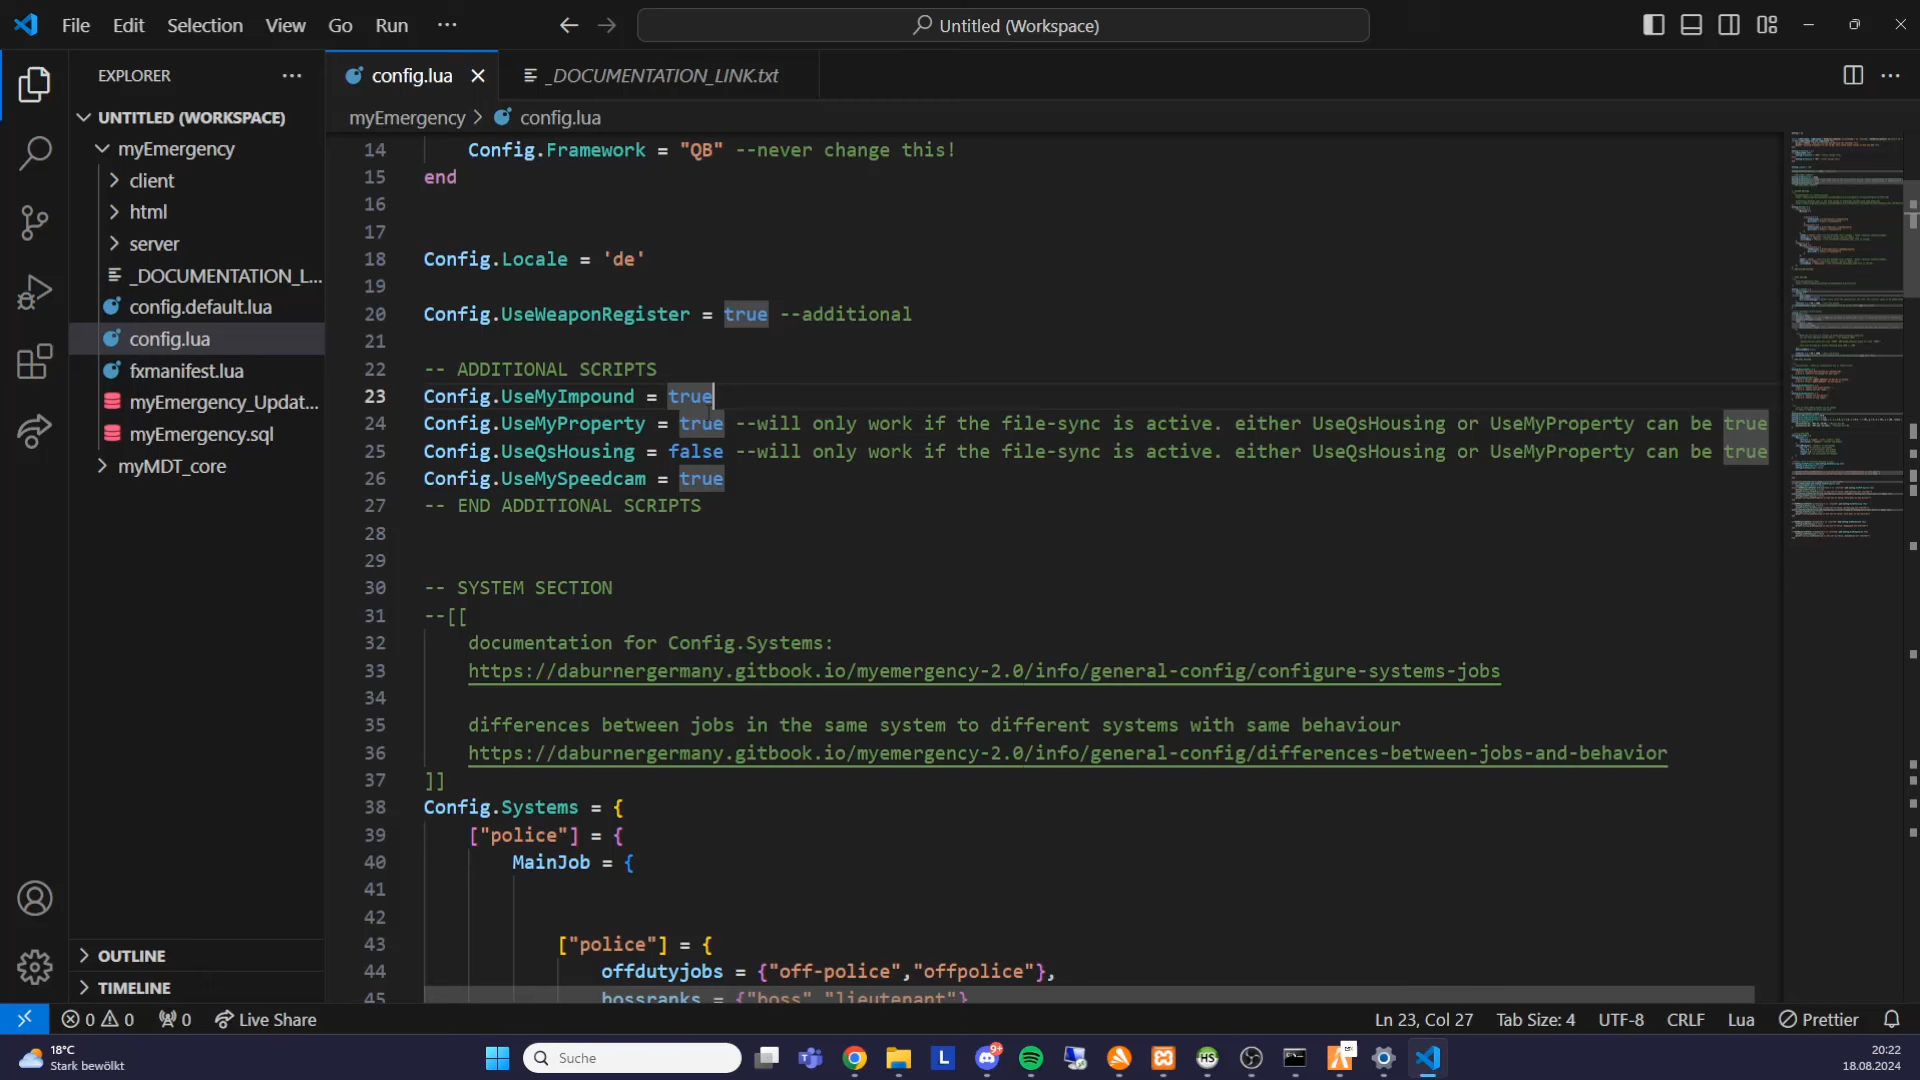 File Edit Selection View Go Run ···
Untitled (Workspace)
EXPLORER
UNTITLED (WORKSPACE)
myEmergency
client
html
server
_DOCUMENTATION_L...
config.default.lua
config.lua
fxmanifest.lua
myEmergency_Updat...
myEmergency.sql
myMDT_core
OUTLINE
TIMELINE
config.lua
_DOCUMENTATION_LINK.txt
myEmergency > config.lua
14 Config.Framework = "QB" --never change this!
15 end
16
17
18 Config.Locale = 'de'
19
20 Config.UseWeaponRegister = true --additional
21
22 -- ADDITIONAL SCRIPTS
23 Config.UseMyImpound = true
24 Config.UseMyProperty = true --will only work if the file-sync is active. either UseQsHousing or UseMyProperty can be true
25 Config.UseQsHousing = false --will only work if the file-sync is active. either UseQsHousing or UseMyProperty can be true
26 Config.UseMySpeedcam = true
27 -- END ADDITIONAL SCRIPTS
28
29
30 -- SYSTEM SECTION
31 --[[
32 documentation for Config.Systems:
33 https://daburnergermany.gitbook.io/myemergency-2.0/info/general-config/configure-systems-jobs
34
35 differences between jobs in the same system to different systems with same behaviour
36 https://daburnergermany.gitbook.io/myemergency-2.0/info/general-config/differences-between-jobs-and-behavior
37 ]]
38 Config.Systems = {
39 ["police"] = {
40 MainJob = {
41
42
43 ["police"] = {
44 offdutyjobs = {"off-police","offpolice"},
45 bossranks = {"boss" "lieutenant"}
0 0 0 Live Share
Ln 23, Col 27 Tab Size: 4 UTF-8 CRLF Lua Prettier
18°C
Stark bewölkt
Suche
L
9+
HS
20:22
18.08.2024